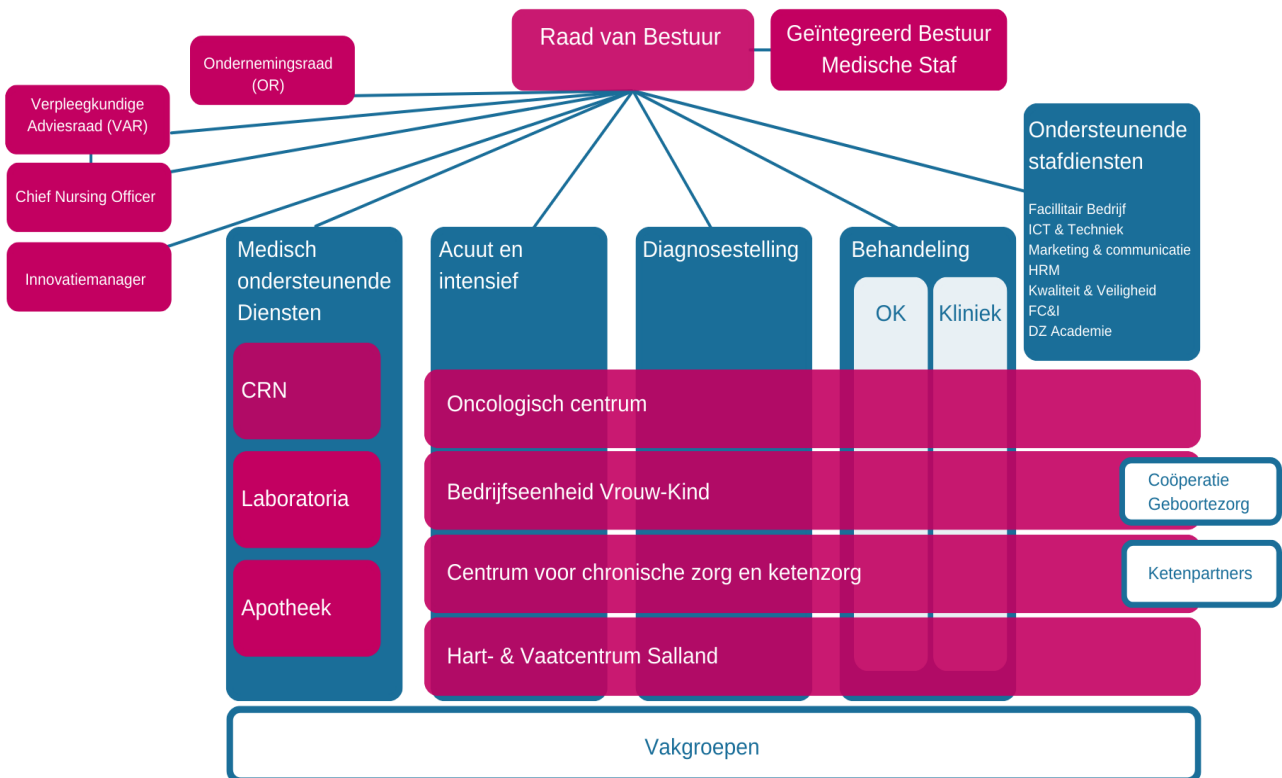 Raad van Bestuur
Geïntegreerd Bestuur
Medische Staf
Ondernemingsraad
(OR)
Verpleegkundige
Adviesraad (VAR)
Chief Nursing Officer
Innovatiemanager
Ondersteunende
stafdiensten
Facillitair Bedrijf
ICT & Techniek
Marketing & communicatie
HRM
Kwaliteit & Veiligheid
FC&I
DZ Academie
Medisch
ondersteunende
Diensten
CRN
Laboratoria
Apotheek
Acuut en
intensief
Diagnosestelling
Behandeling
OK
Kliniek
Oncologisch centrum
Bedrijfseenheid Vrouw-Kind
Coöperatie
Geboortezorg
Centrum voor chronische zorg en ketenzorg
Ketenpartners
Hart- & Vaatcentrum Salland
Vakgroepen